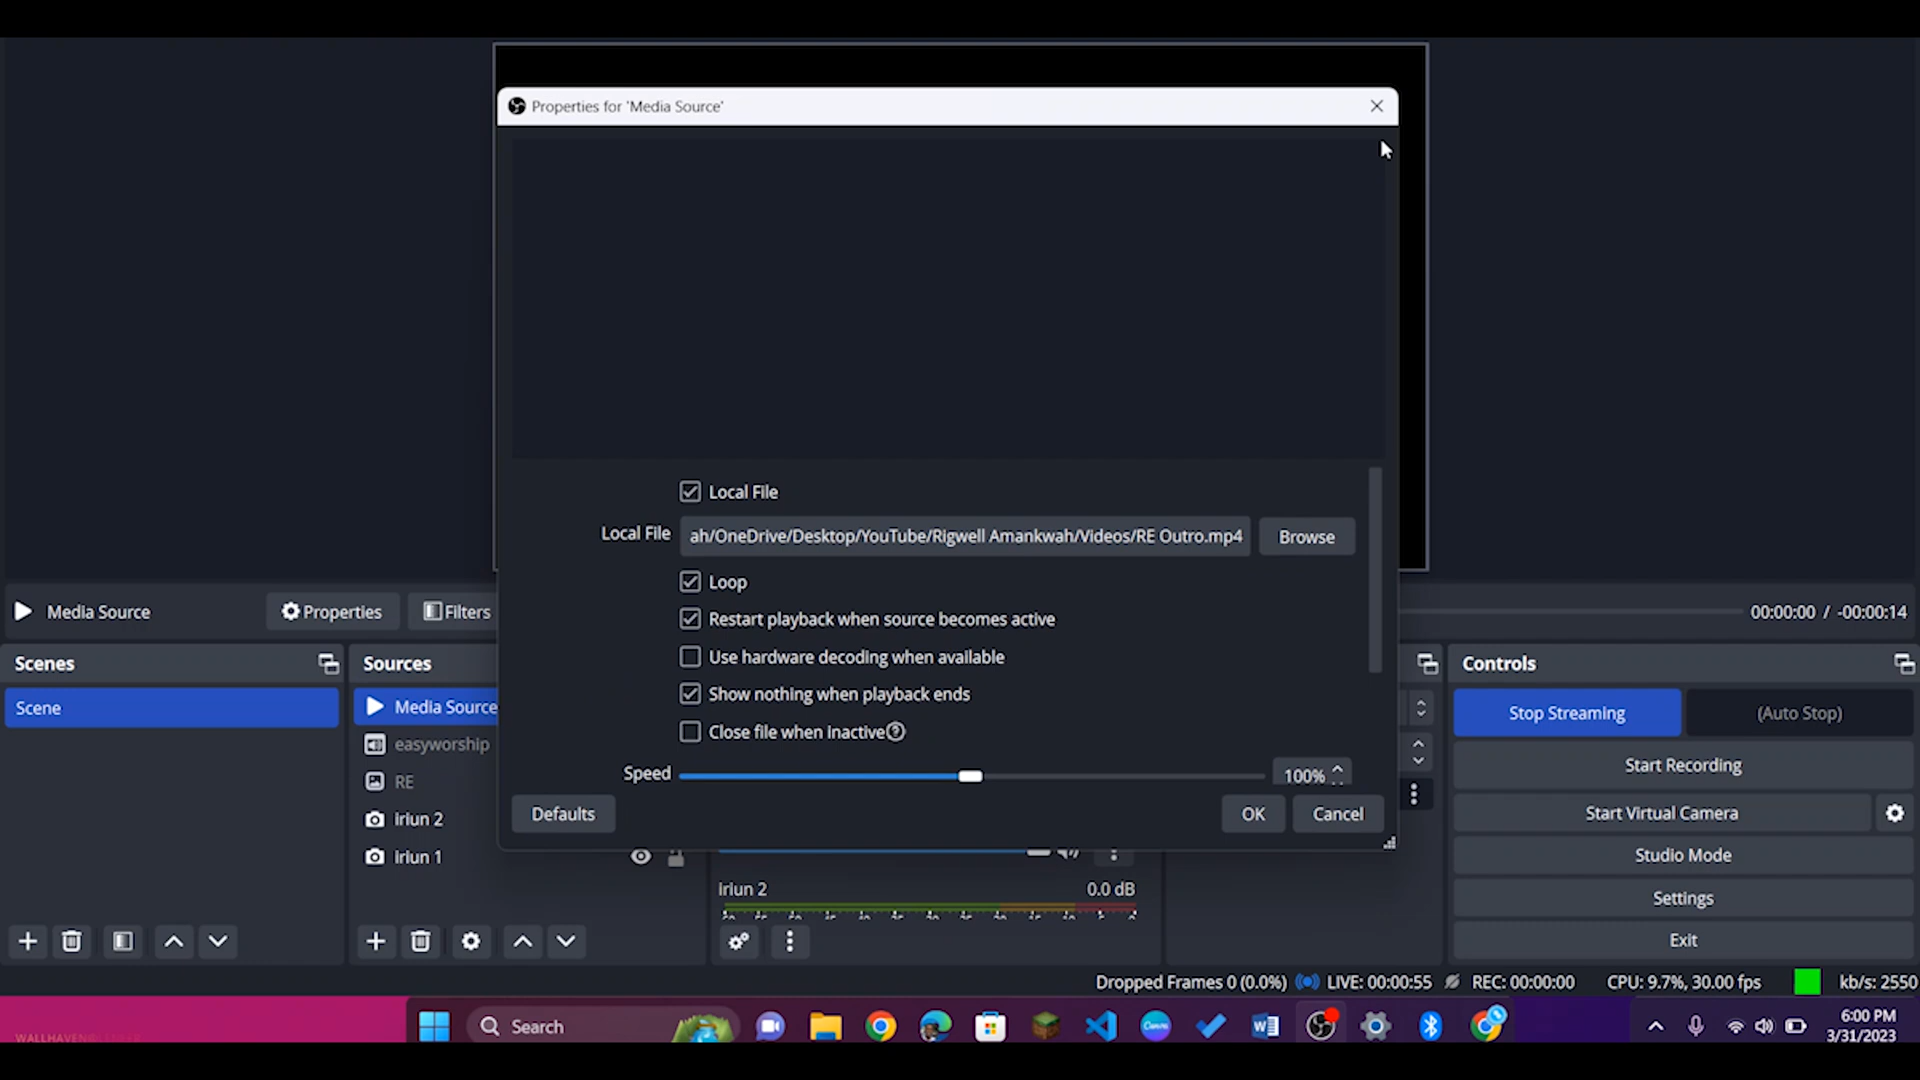 Properties for 'Media Source'
Local File
Local File
ah/OneDrive/Desktop/YouTube/Rigwell Amankwah/Videos/RE Outro.mp4
Browse
Loop
Restart playback when source becomes active
Use hardware decoding when available
Show nothing when playback ends
Close file when inactive
Speed
100%
Defaults
OK
Cancel
Media Source
Properties
Filters
00:00:00 / -00:00:14
Scenes
Scene
Sources
Media Source
easyworship
RE
iriun 2
iriun 1
iriun 2
0.0 dB
Controls
Stop Streaming
(Auto Stop)
Start Recording
Start Virtual Camera
Studio Mode
Settings
Exit
Dropped Frames 0 (0.0%)
LIVE: 00:00:55
REC: 00:00:00
CPU: 9.7%, 30.00 fps
kb/s: 2550
Search
Canva
6:00 PM
3/31/2023